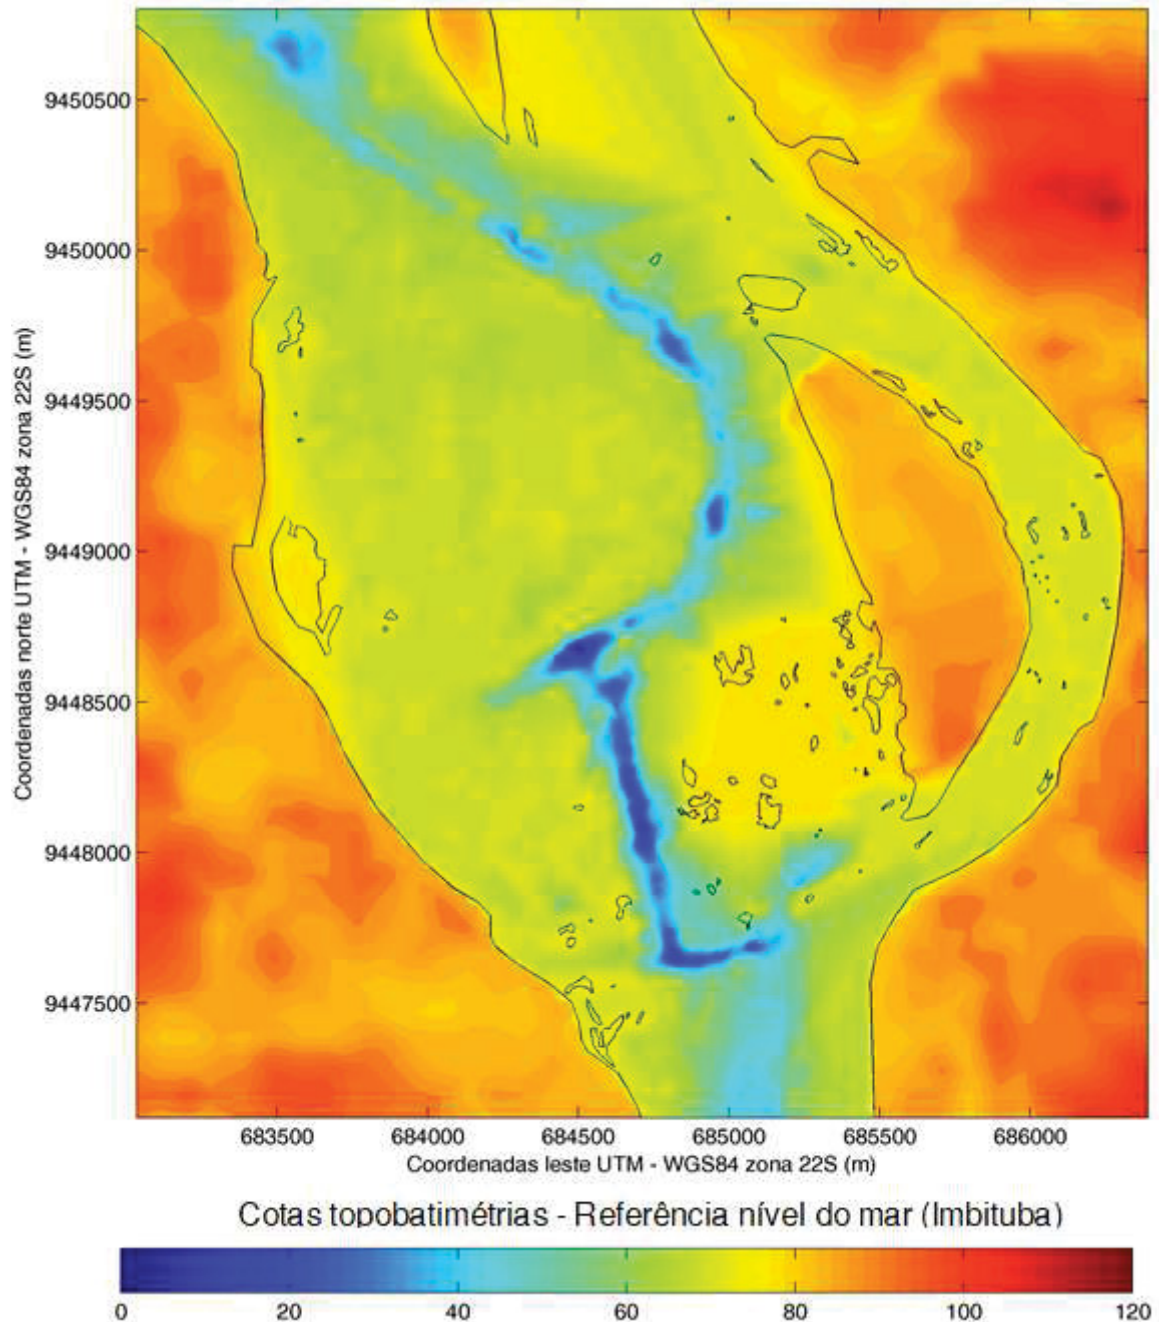 9450500
9450000
9449500
9449000
9448500
9448000
9447500
Coordenadas norte UTM - WGS84 zona 22S (m)
683500 684000 684500 685000 685500 686000
Coordenadas leste UTM - WGS84 zona 22S (m)
Cotas topobatimétrias - Referência nível do mar (Imbituba)
0 20 40 60 80 100 120